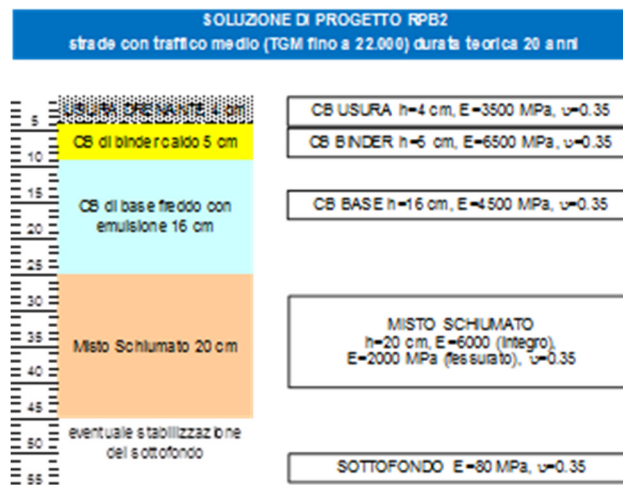 SOLUZIONE DI PROGETTO RPB2
strade con traffico medio (TGM fino a 22.000) durata teorica 20 anni
5
USURA DRENANTE 4 cm
CB USURA h=4 cm, E=3500 MPa, υ=0.35
CB di binder caldo 5 cm
CB BINDER h=5 cm, E=6500 MPa, υ=0.35
10
15
CB di base freddo con
emulsione 16 cm
CB BASE h=16 cm, E=4500 MPa, υ=0.35
20
25
30
MISTO SCHIUMATO
h=20 cm, E=6000 (integro),
E=2000 MPa (fessurato), υ=0.35
35
Misto Schiumato 20 cm
40
45
eventuale stabilizzazione
del sottofondo
50
SOTTOFONDO E=80 MPa, υ=0.35
55